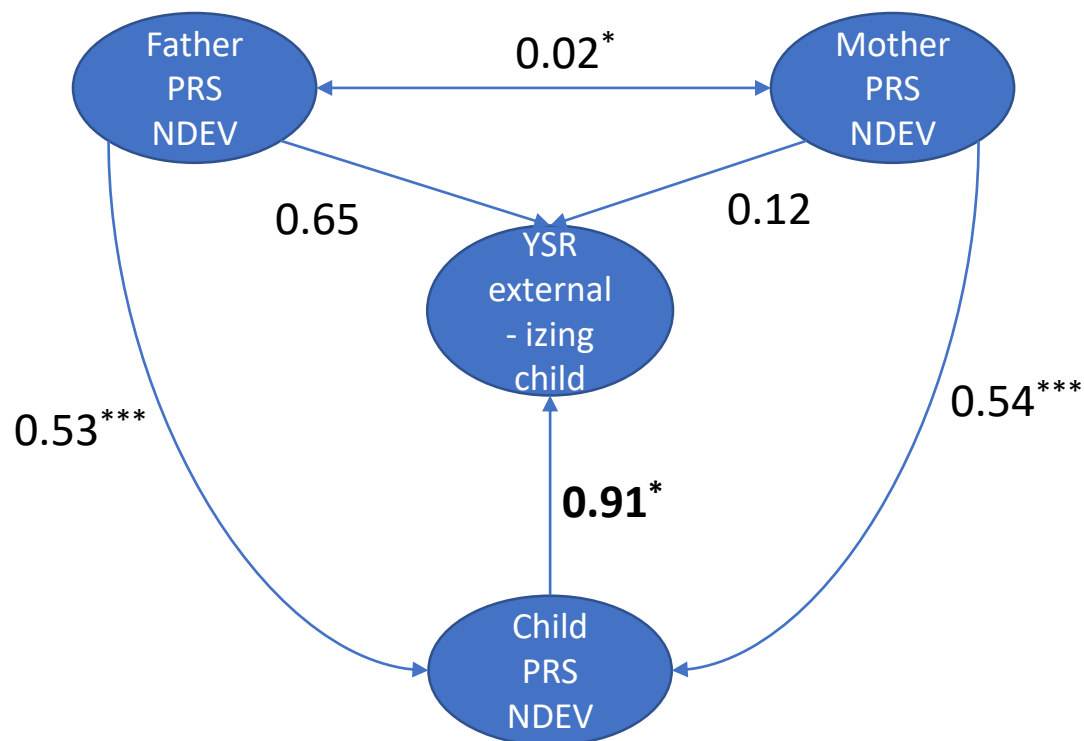 Father
PRS
NDEV
0.02*
Mother
PRS
NDEV
0.65
0.12
YSR
external
- izing
child
0.53***
0.54***
0.91*
Child
PRS
NDEV